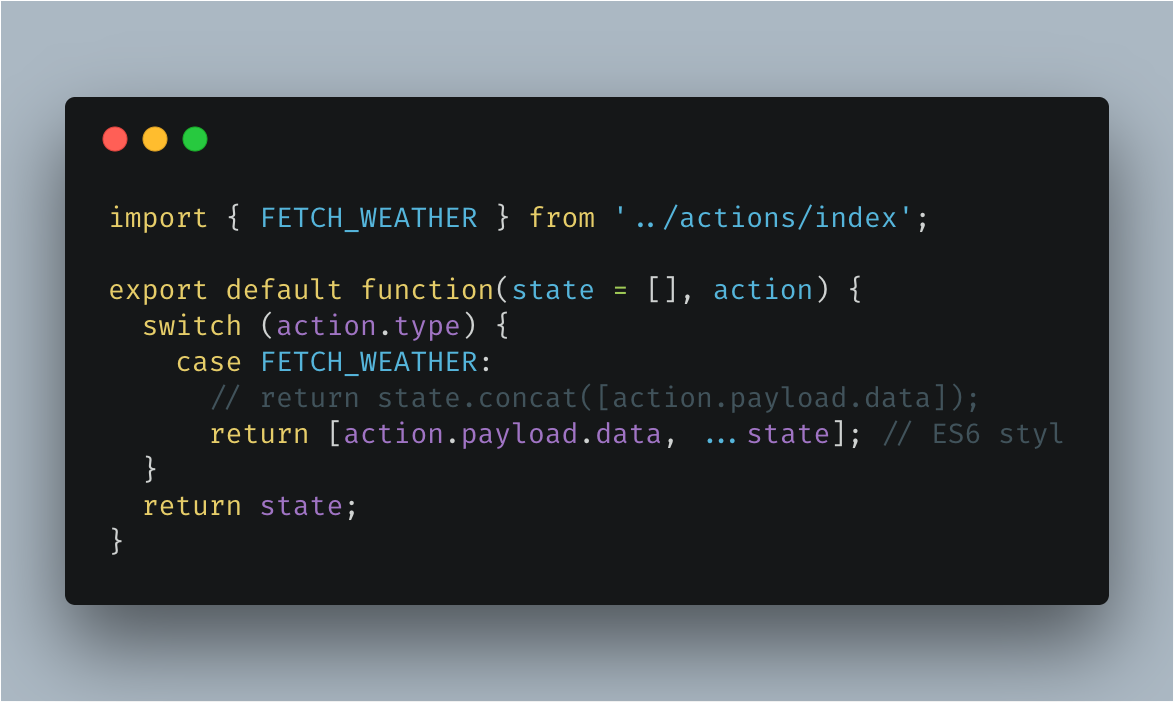 import { FETCH_WEATHER } from '../actions/index';
export default function(state = [], action) {
switch (action.type) {
case FETCH_WEATHER:
// return state.concat([action.payload.data]);
return [action.payload.data, ...state]; // ES6 styl
}
return state;
}